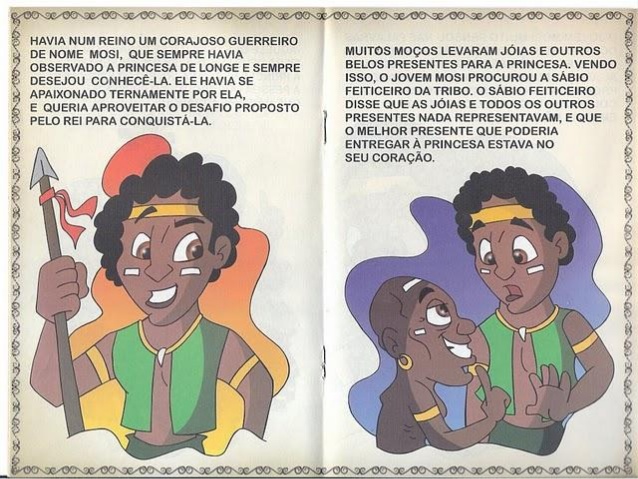 HAVIA NUM REINO UM CORAJOSO GUERREIRO
DE NOME MOSI, QUE SEMPRE HAVIA
OBSERVADO A PRINCESA DE LONGE E SEMPRE
DESEJOU CONHECÊ-LA. ELE HAVIA SE
APAIXONADO TERNAMENTE POR ELA,
E QUERIA APROVEITAR O DESAFIO PROPOSTO
PELO REI PARA CONQUISTÁ-LA.
MUITOS MOÇOS LEVARAM JÓIAS E OUTROS
BELOS PRESENTES PARA A PRINCESA. VENDO
ISSO, O JOVEM MOSI PROCUROU A SÁBIO
FEITICEIRO DA TRIBO. O SÁBIO FEITICEIRO
DISSE QUE AS JÓIAS E TODOS OS OUTROS
PRESENTES NADA REPRESENTAVAM, E QUE
O MELHOR PRESENTE QUE PODERIA
ENTREGAR À PRINCESA ESTAVA NO
SEU CORAÇÃO.